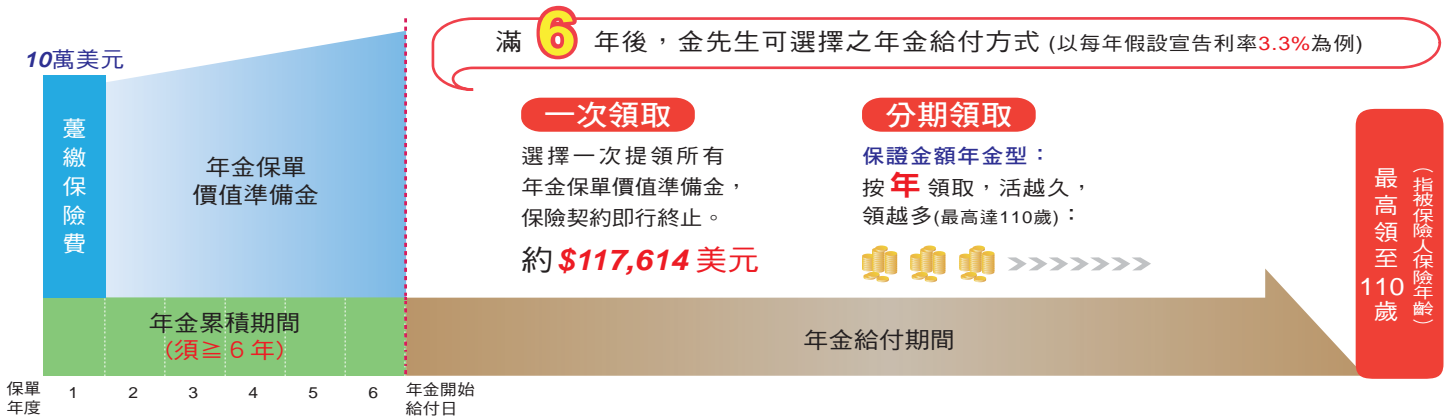 滿 6 年後，金先生可選擇之年金給付方式 (以每年假設宣告利率3.3%為例)
10萬美元
躉繳保險費
年金保單
價值準備金
一次領取
選擇一次提領所有
年金保單價值準備金，
保險契約即行終止。
約 $117,614 美元
分期領取
保證金額年金型：
按 年 領取，活越久，
領越多(最高達110歲)：
最高領至110歲
（指被保險人保險年齡）
年金累積期間
(須≧６年)
年金給付期間
保單
年度
1 2 3 4 5 6
年金開始
給付日